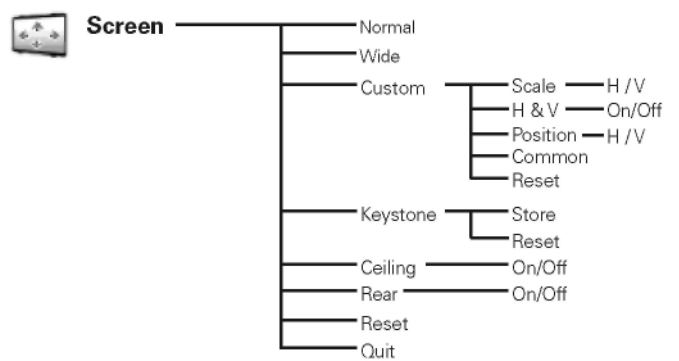 Screen
Normal
Wide
Custom Scale H / V
H & V On/Off
Position H / V
Common
Reset
Keystone Store
Reset
Ceiling On/Off
Rear On/Off
Reset
Quit